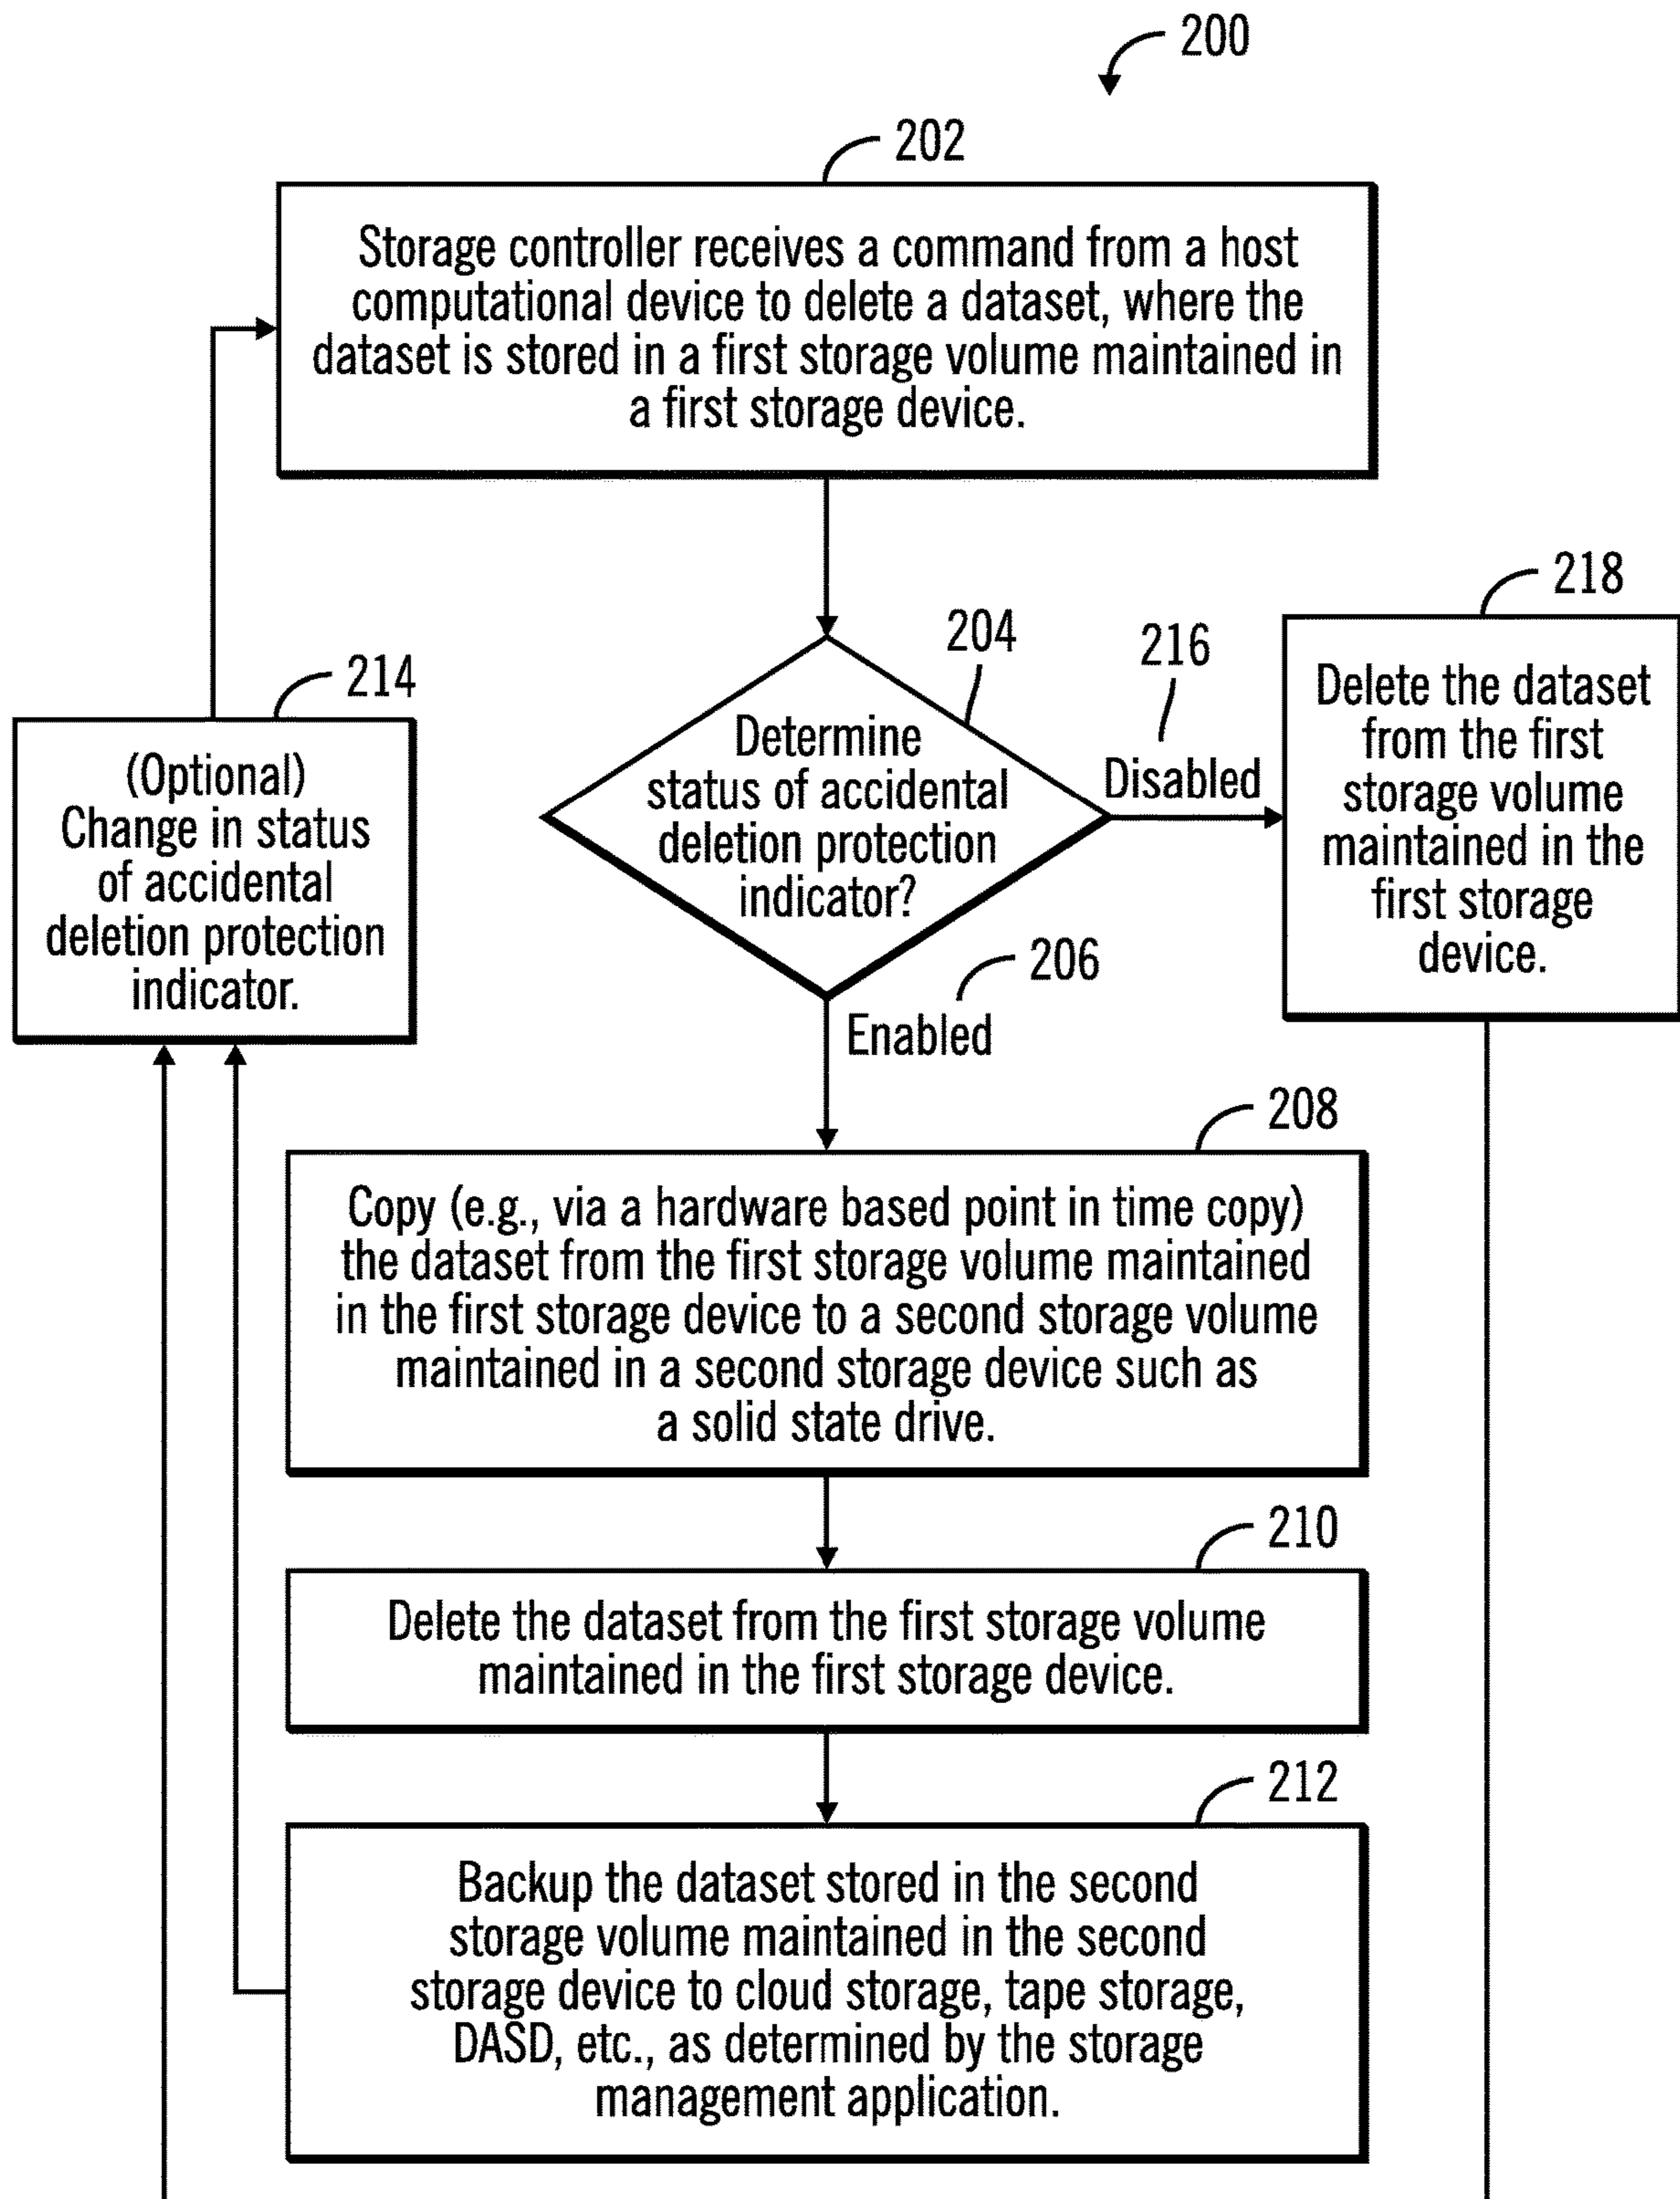 200
202
Storage controller receives a command from a host
computational device to delete a dataset, where the
dataset is stored in a first storage volume maintained in
a first storage device.
204
Determine
status of accidental
deletion protection
indicator?
216
Disabled
218
Delete the dataset
from the first
storage volume
maintained in the
first storage
device.
214
(Optional)
Change in status
of accidental
deletion protection
indicator.
206
Enabled
208
Copy (e.g., via a hardware based point in time copy)
the dataset from the first storage volume maintained
in the first storage device to a second storage volume
maintained in a second storage device such as
a solid state drive.
210
Delete the dataset from the first storage volume
maintained in the first storage device.
212
Backup the dataset stored in the second
storage volume maintained in the second
storage device to cloud storage, tape storage,
DASD, etc., as determined by the storage
management application.